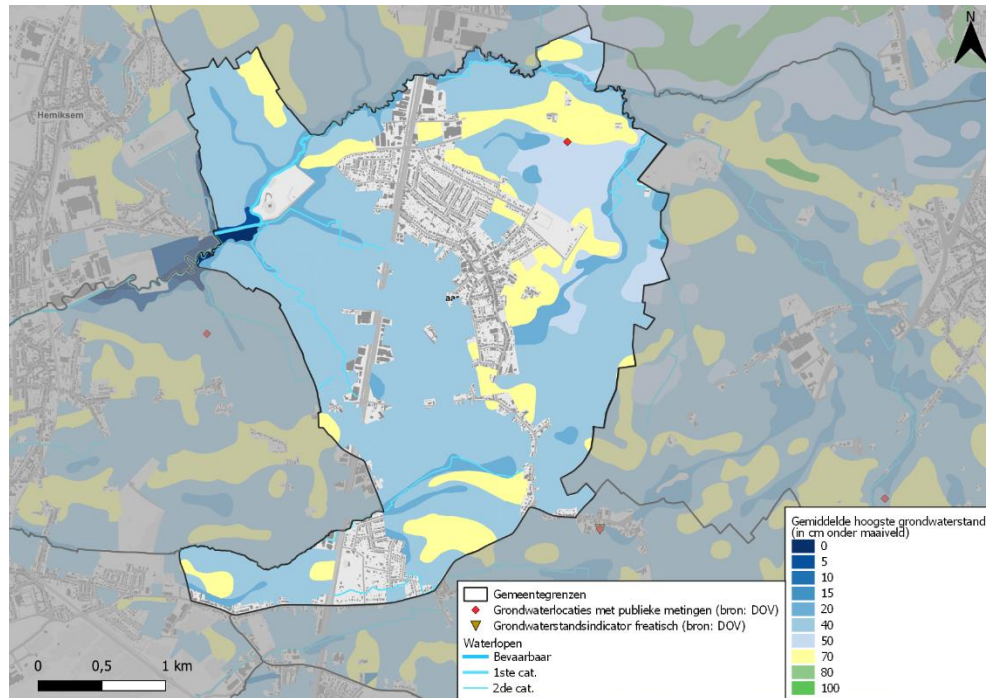 N
Hemiksem
aar
Gemiddelde hoogste grondwaterstand
(in cm onder maaiveld)
0
5
10
15
20
40
50
70
80
100
Gemeentegrenzen
Grondwaterlocaties met publieke metingen (bron: DOV)
Grondwaterstandsindicator freatisch (bron: DOV)
Waterlopen
Bevaarbaar
1ste cat.
2de cat.
0 0,5 1 km